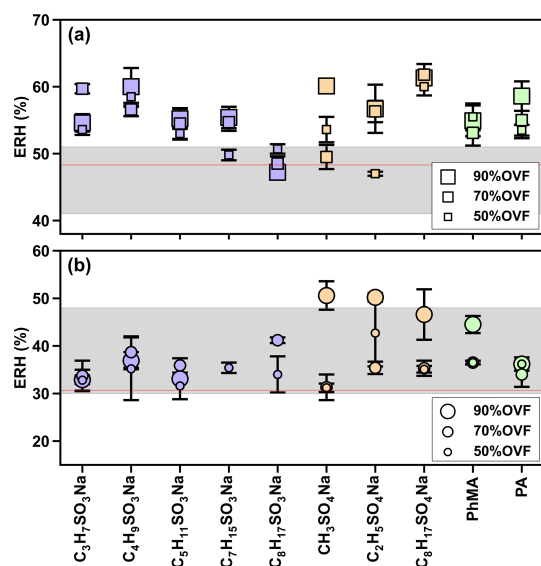 70
(a)
60
50
40
ERH (%)
90%OVF
70%OVF
50%OVF
60
(b)
50
40
30
20
ERH (%)
90%OVF
70%OVF
50%OVF
C₃H₇SO₃Na
C₄H₉SO₃Na
C₅H₁₁SO₃Na
C₇H₁₅SO₃Na
C₈H₁₇SO₃Na
CH₃SO₄Na
C₂H₅SO₄Na
C₈H₁₇SO₄Na
PhMA
PA